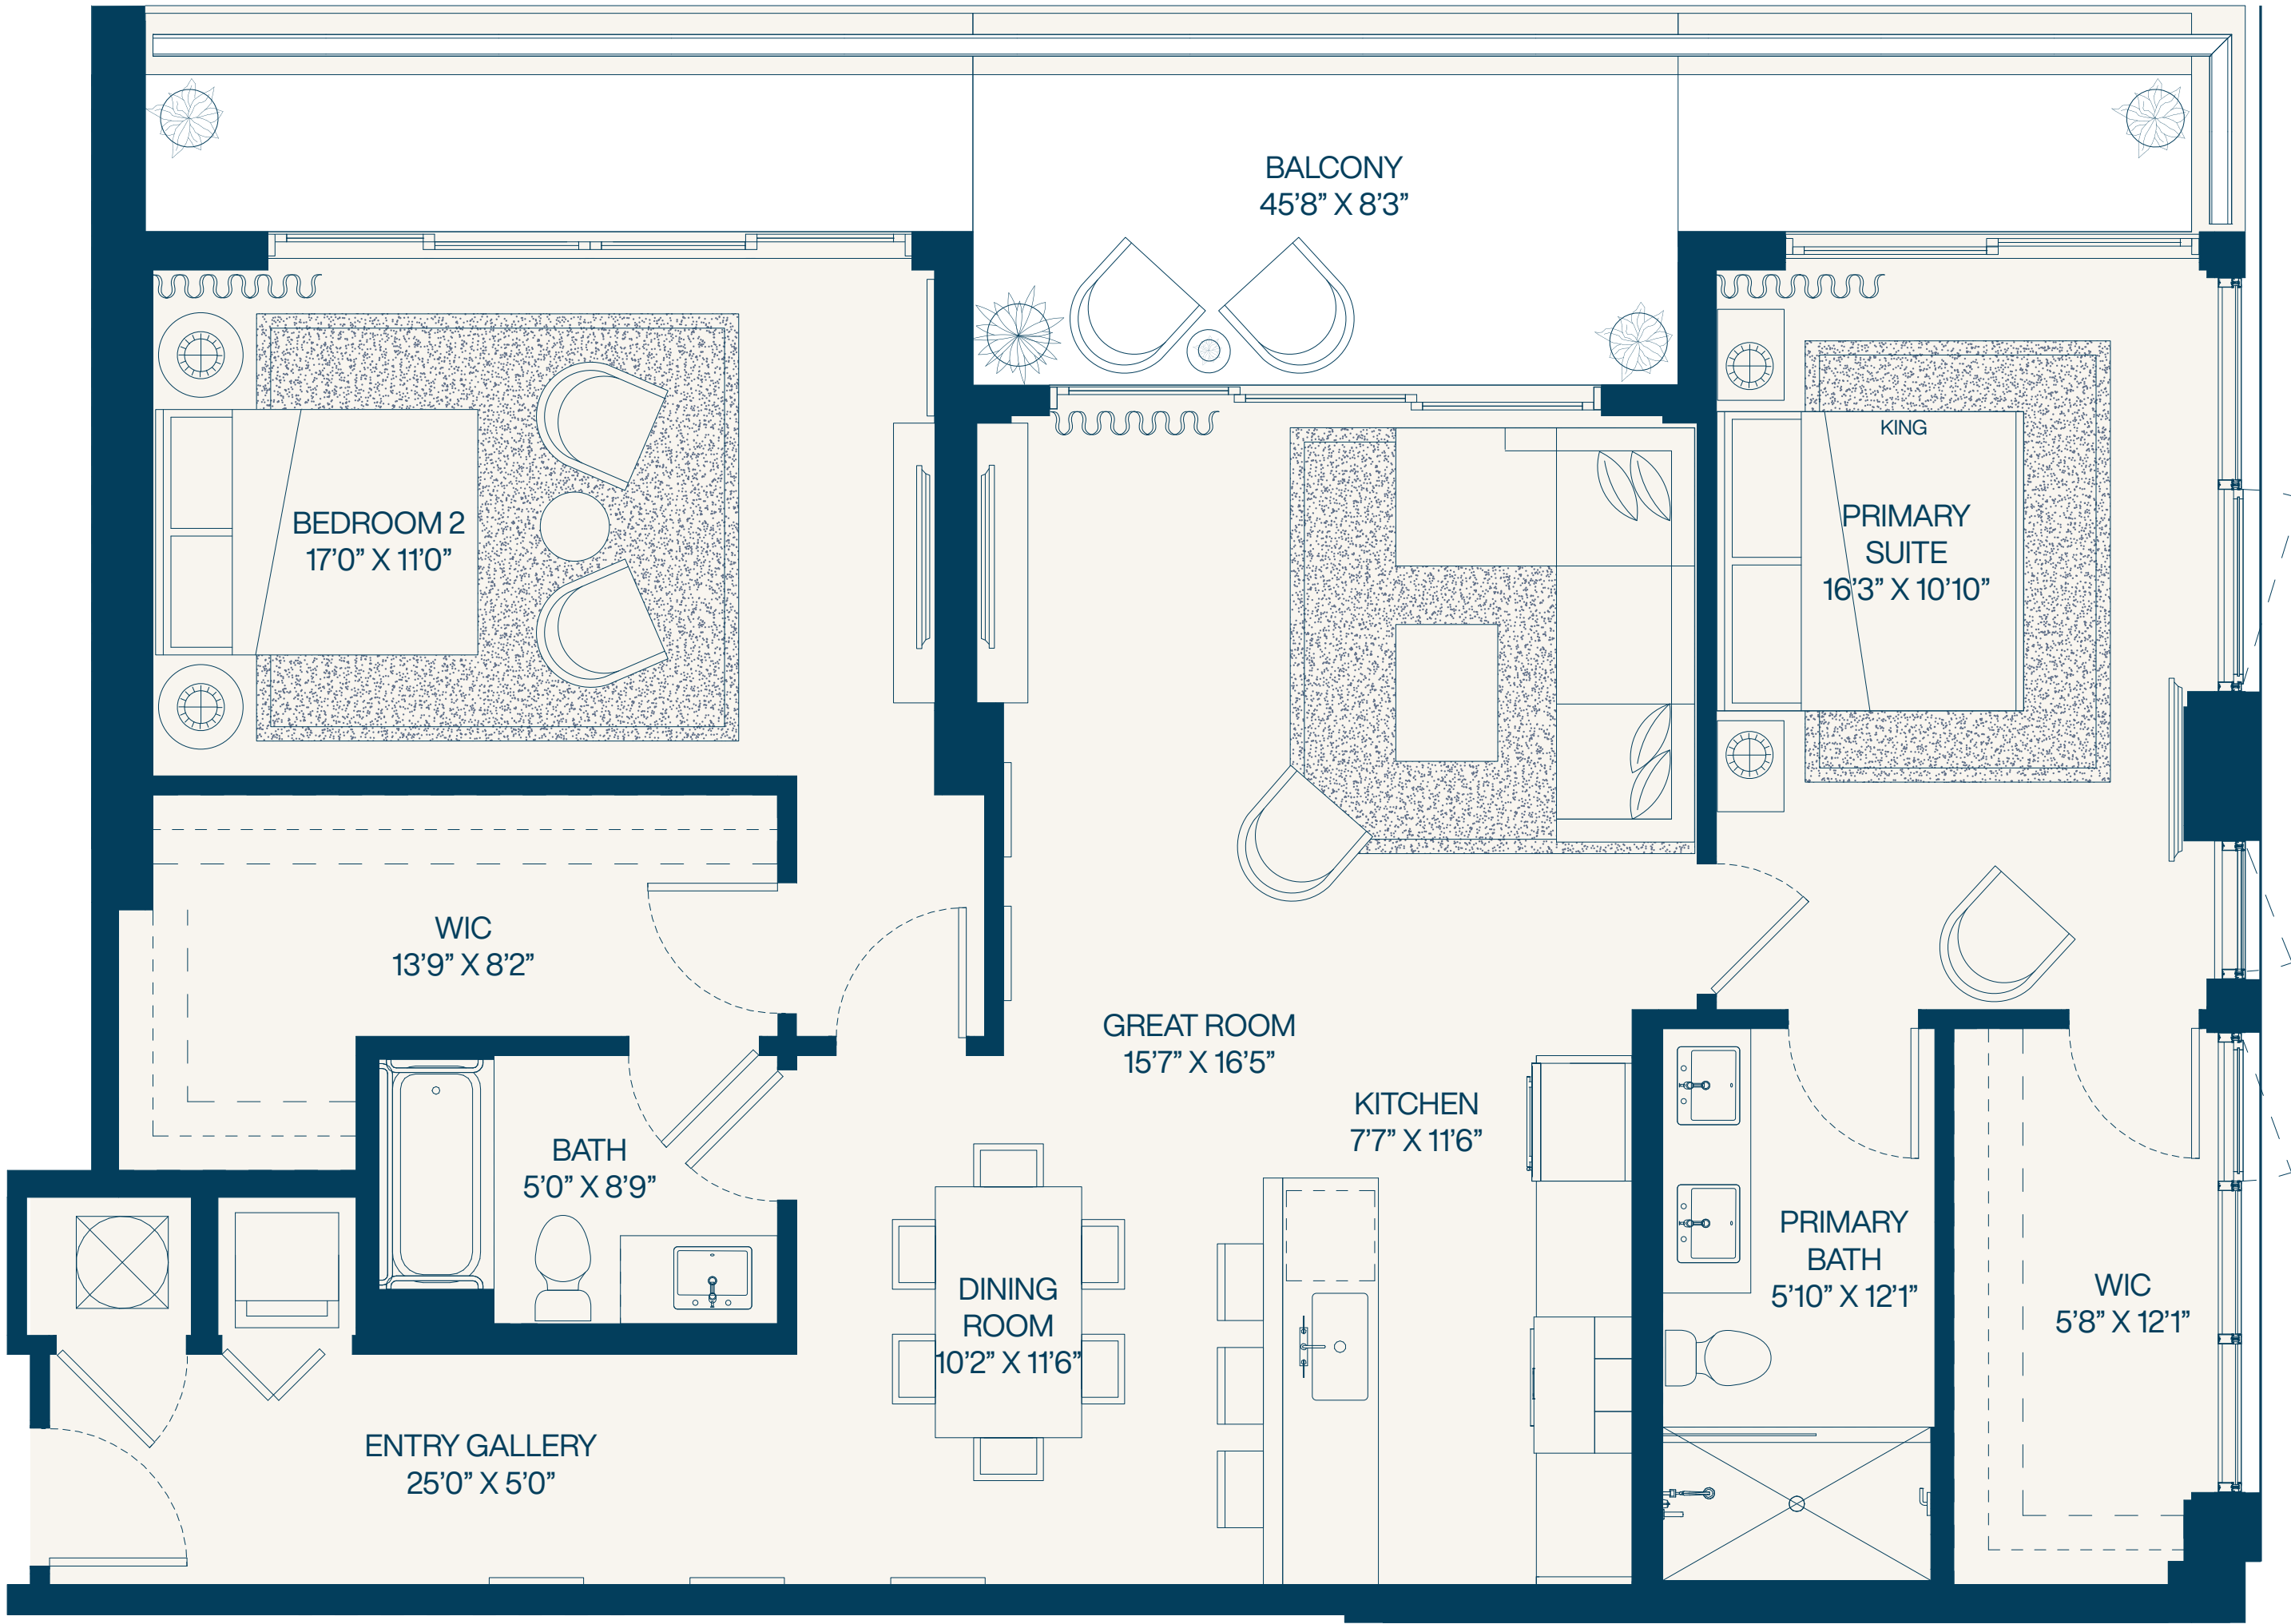 BALCONY
45’8” X 8’3”
KING
BEDROOM 2
17’0” X 11’0”
PRIMARY
SUITE
16’3” X 10’10”
WIC
13’9” X 8’2”
GREAT ROOM
15’7” X 16’5”
KITCHEN
7’7” X 11’6”
BATH
5’0” X 8’9”
PRIMARY
BATH
5’10” X 12’1”
DINING
ROOM
10’2” X 11’6”
WIC
5’8” X 12’1”
ENTRY GALLERY
25’0” X 5’0”